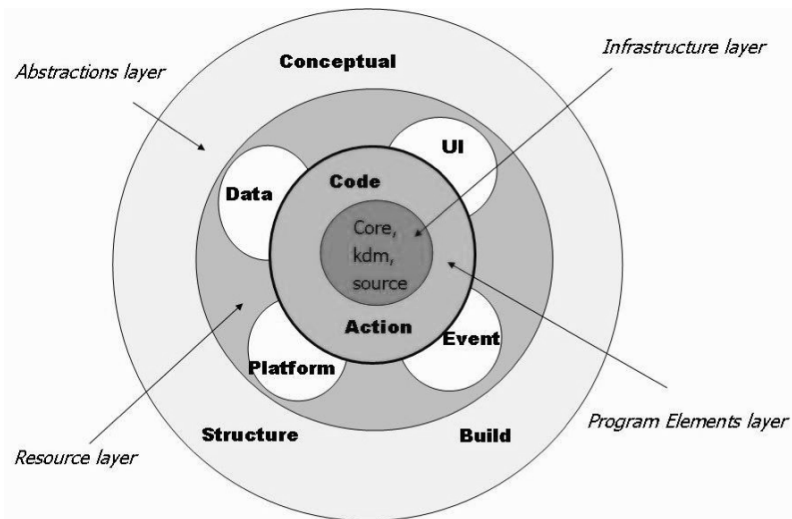 Infrastructure layer
Conceptual
Abstractions layer
UI
Code
Data
Core,
kdm,
source
Action
Event
Platform
Program Elements layer
Structure
Build
Resource layer